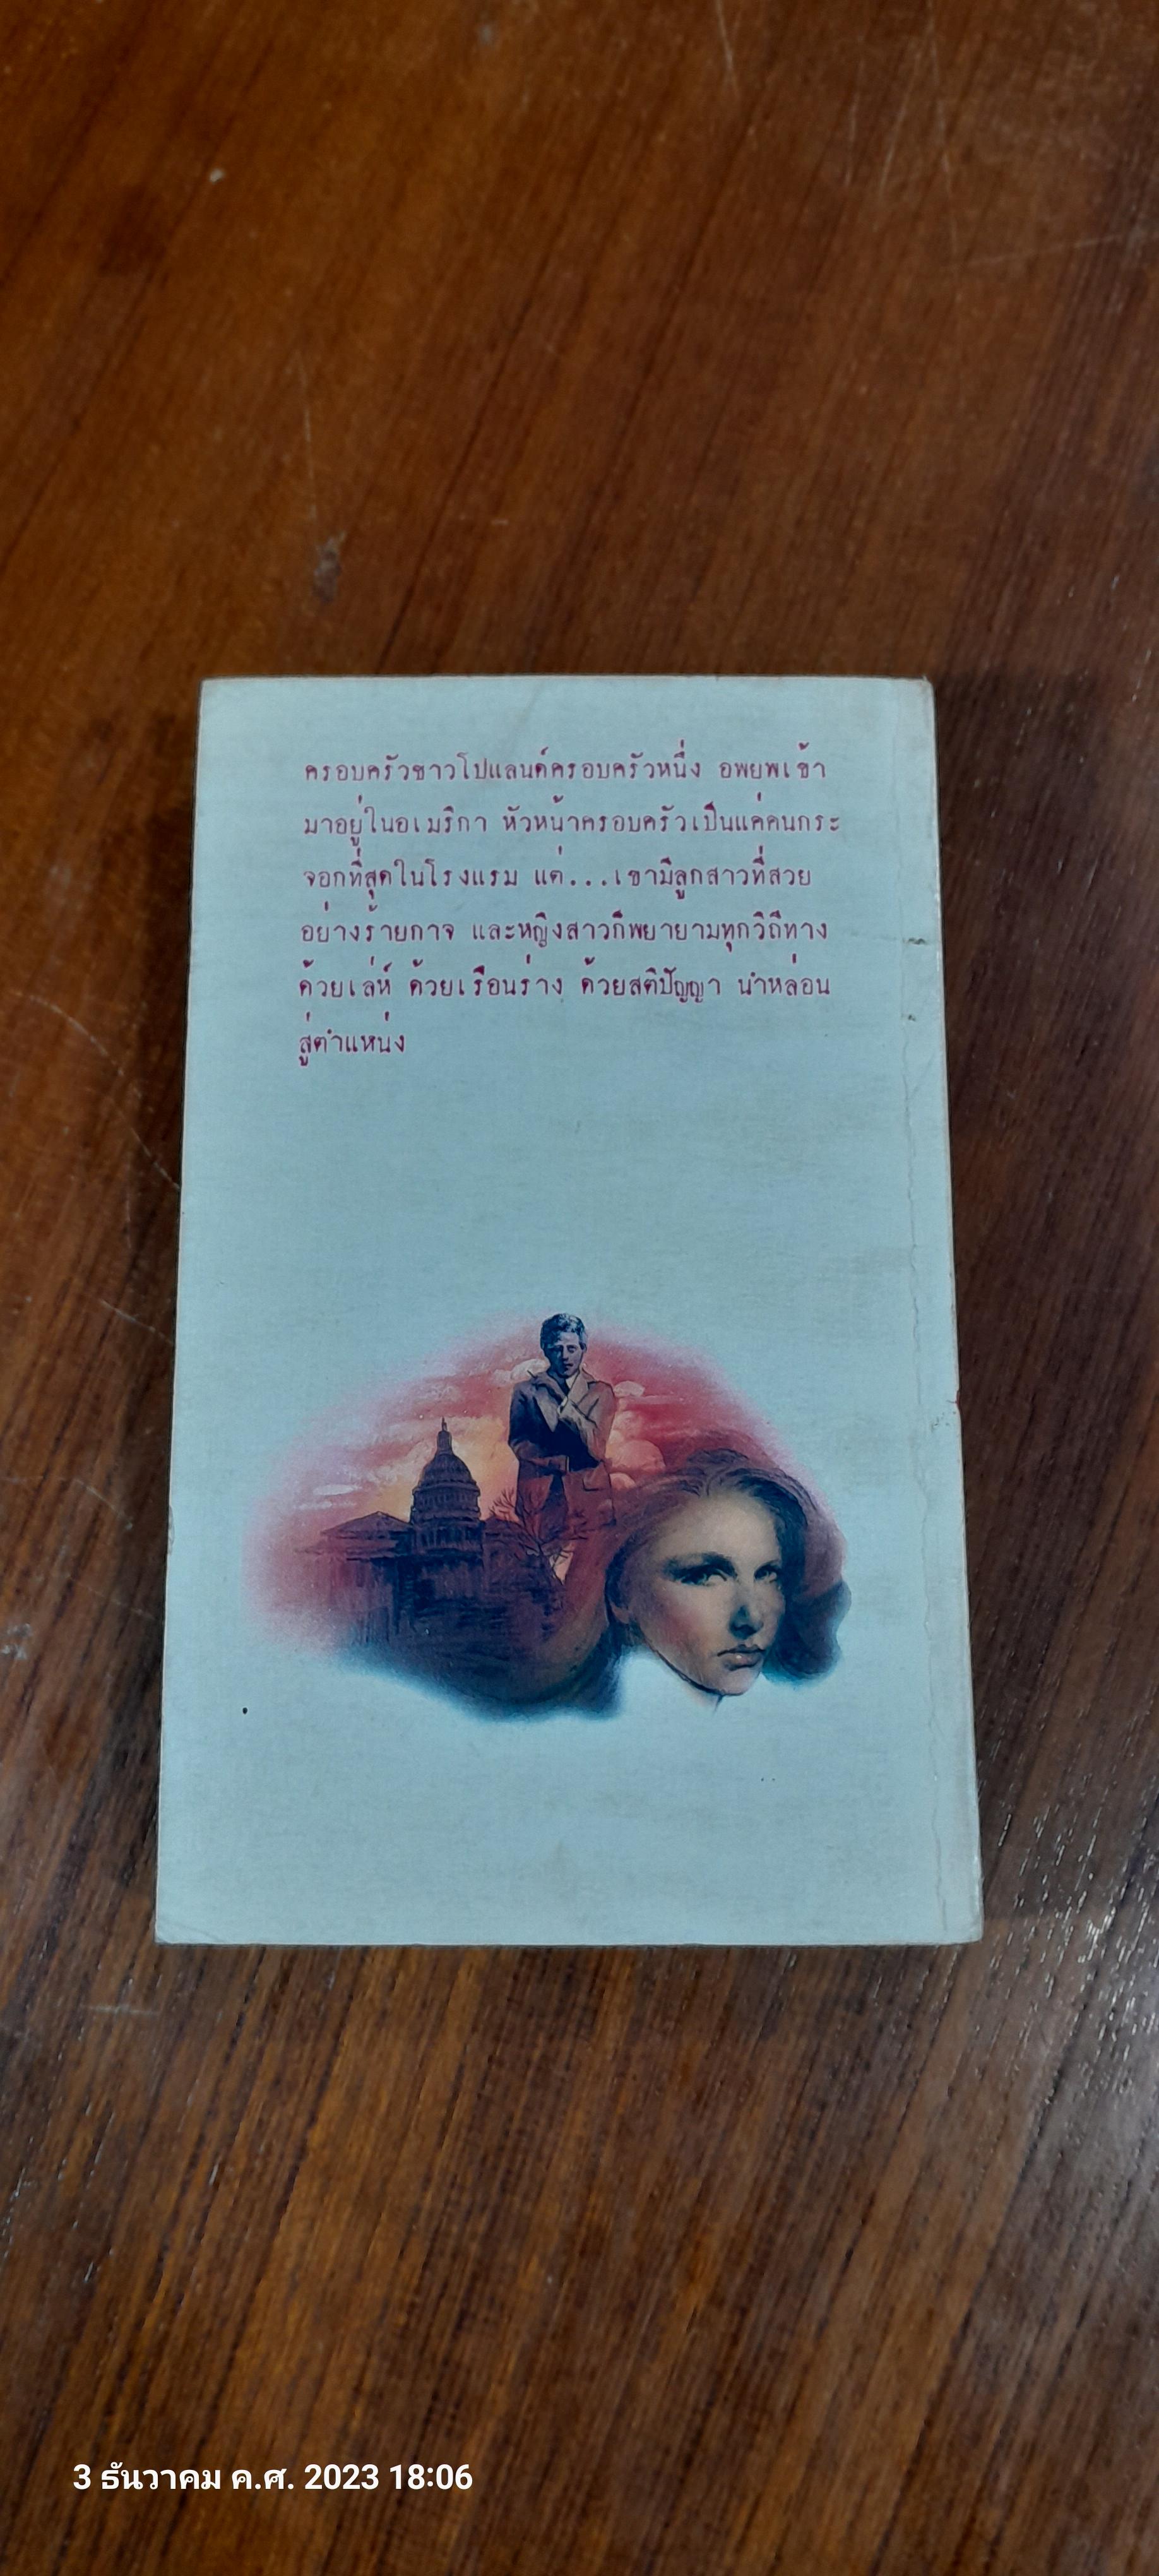 ครอบครัวชาวโปแลนด์ครอบครัวหนึ่ง อพยพเข้า
มาอยู่ในอเมริกา หัวหน้าครอบครัวเป็นแค่คนกระ
จอกที่สุดในโรงแรม แต่...เขามีลูกสาวที่สวย
อย่างร้ายกาจ และหญิงสาวก็พยายามทุกวิถีทาง
ด้วยเล่ห์ ด้วยเรือนร่าง ด้วยสติปัญญา นำหล่อน
สู่ตำแหน่ง
3 ธันวาคม ค.ศ. 2023 18:06